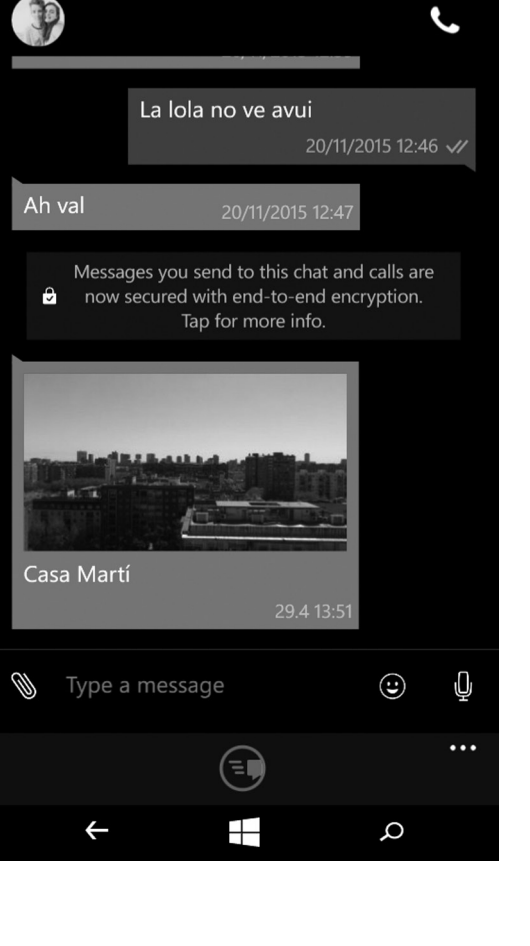 La lola no ve avui
20/11/2015 12:46
Ah val
20/11/2015 12:47
Messages you send to this chat and calls are
now secured with end-to-end encryption.
Tap for more info.
Casa Martí
29.4 13:51
Type a message